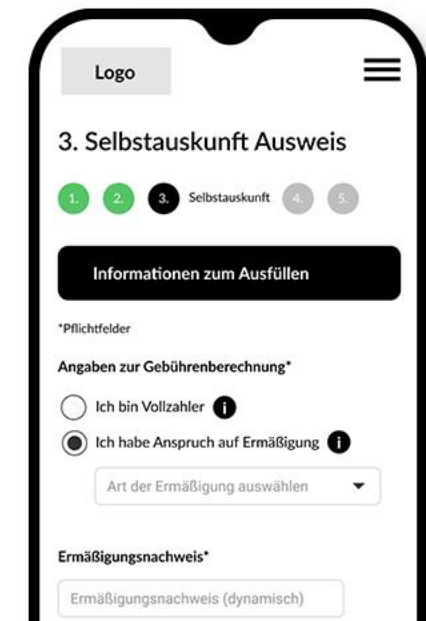 Logo
3. Selbstauskunft Ausweis
1. 2. 3. Selbstauskunft 4. 5.
Informationen zum Ausfüllen
*Pflichtfelder
Angaben zur Gebührenberechnung*
Ich bin Vollzahler i
Ich habe Anspruch auf Ermäßigung i
Art der Ermäßigung auswählen
Ermäßigungsnachweis*
Ermäßigungsnachweis (dynamisch)